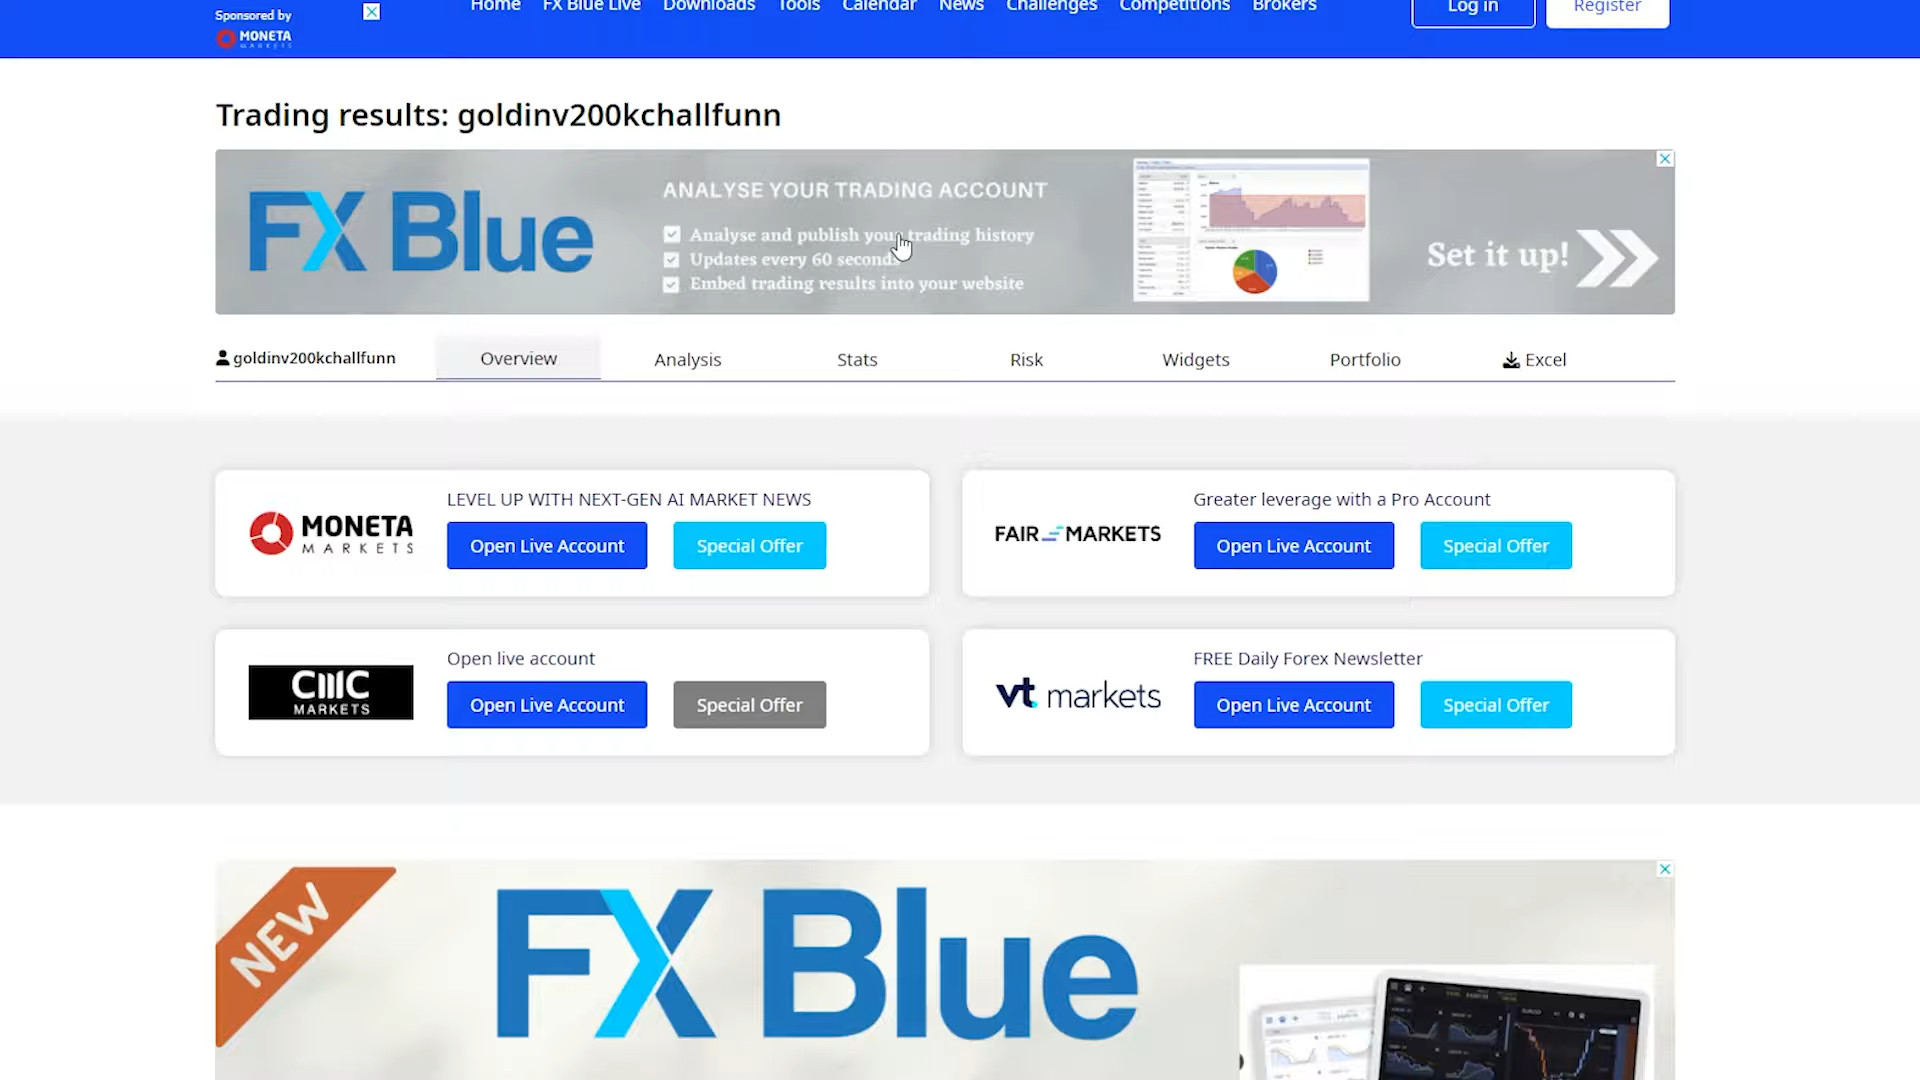 Sponsored by
MONETA
MARKETS
Home FX Blue Live Downloads Tools Calendar News Challenges Competitions Brokers
Log in Register
Trading results: goldinv200kchallfunn
FX Blue
ANALYSE YOUR TRADING ACCOUNT
Analyse and publish your trading history
Updates every 60 seconds
Embed trading results into your website
Set it up!
goldinv200kchallfunn Overview Analysis Stats Risk Widgets Portfolio Excel
MONETA
MARKETS
LEVEL UP WITH NEXT-GEN AI MARKET NEWS
Open Live Account Special Offer
FAIR MARKETS
Greater leverage with a Pro Account
Open Live Account Special Offer
CMC
MARKETS
Open live account
Open Live Account Special Offer
vt markets
FREE Daily Forex Newsletter
Open Live Account Special Offer
NEW
FX Blue